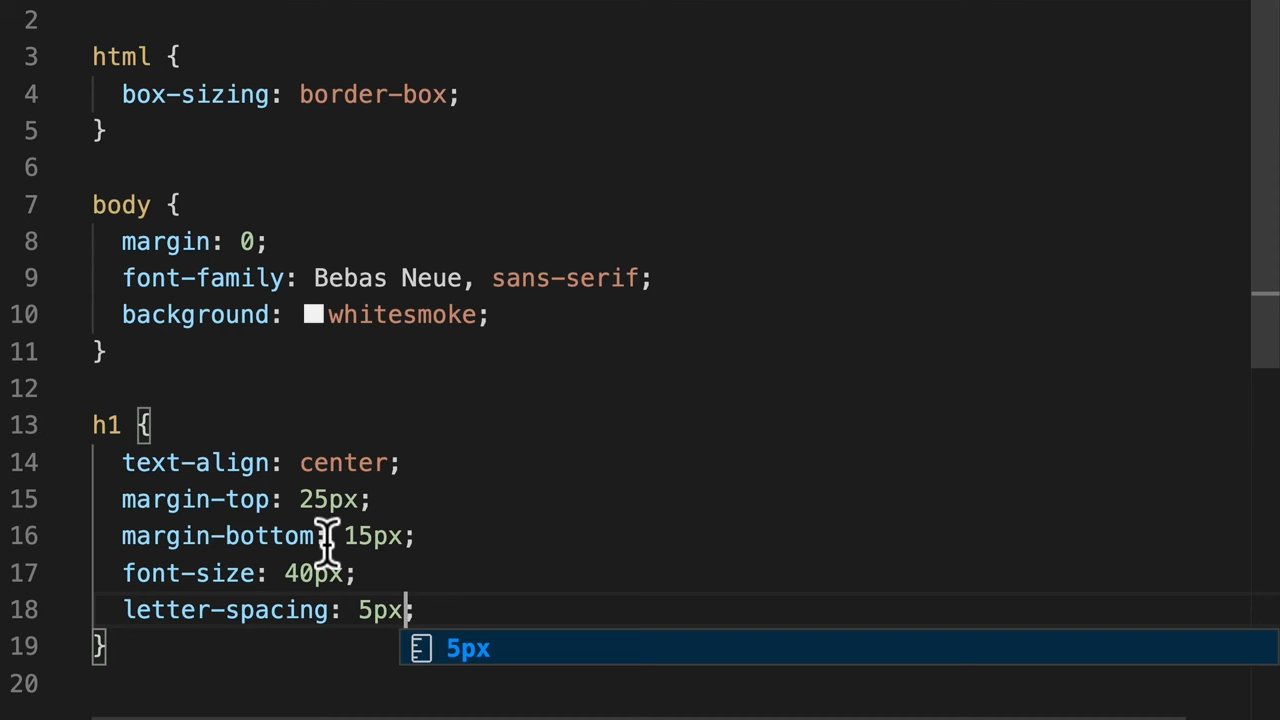 2
3 html {
4 box-sizing: border-box;
5 }
6
7 body {
8 margin: 0;
9 font-family: Bebas Neue, sans-serif;
10 background: whitesmoke;
11 }
12
13 h1 {
14 text-align: center;
15 margin-top: 25px;
16 margin-bottom: 15px;
17 font-size: 40px;
18 letter-spacing: 5px;
19 }
5px
20